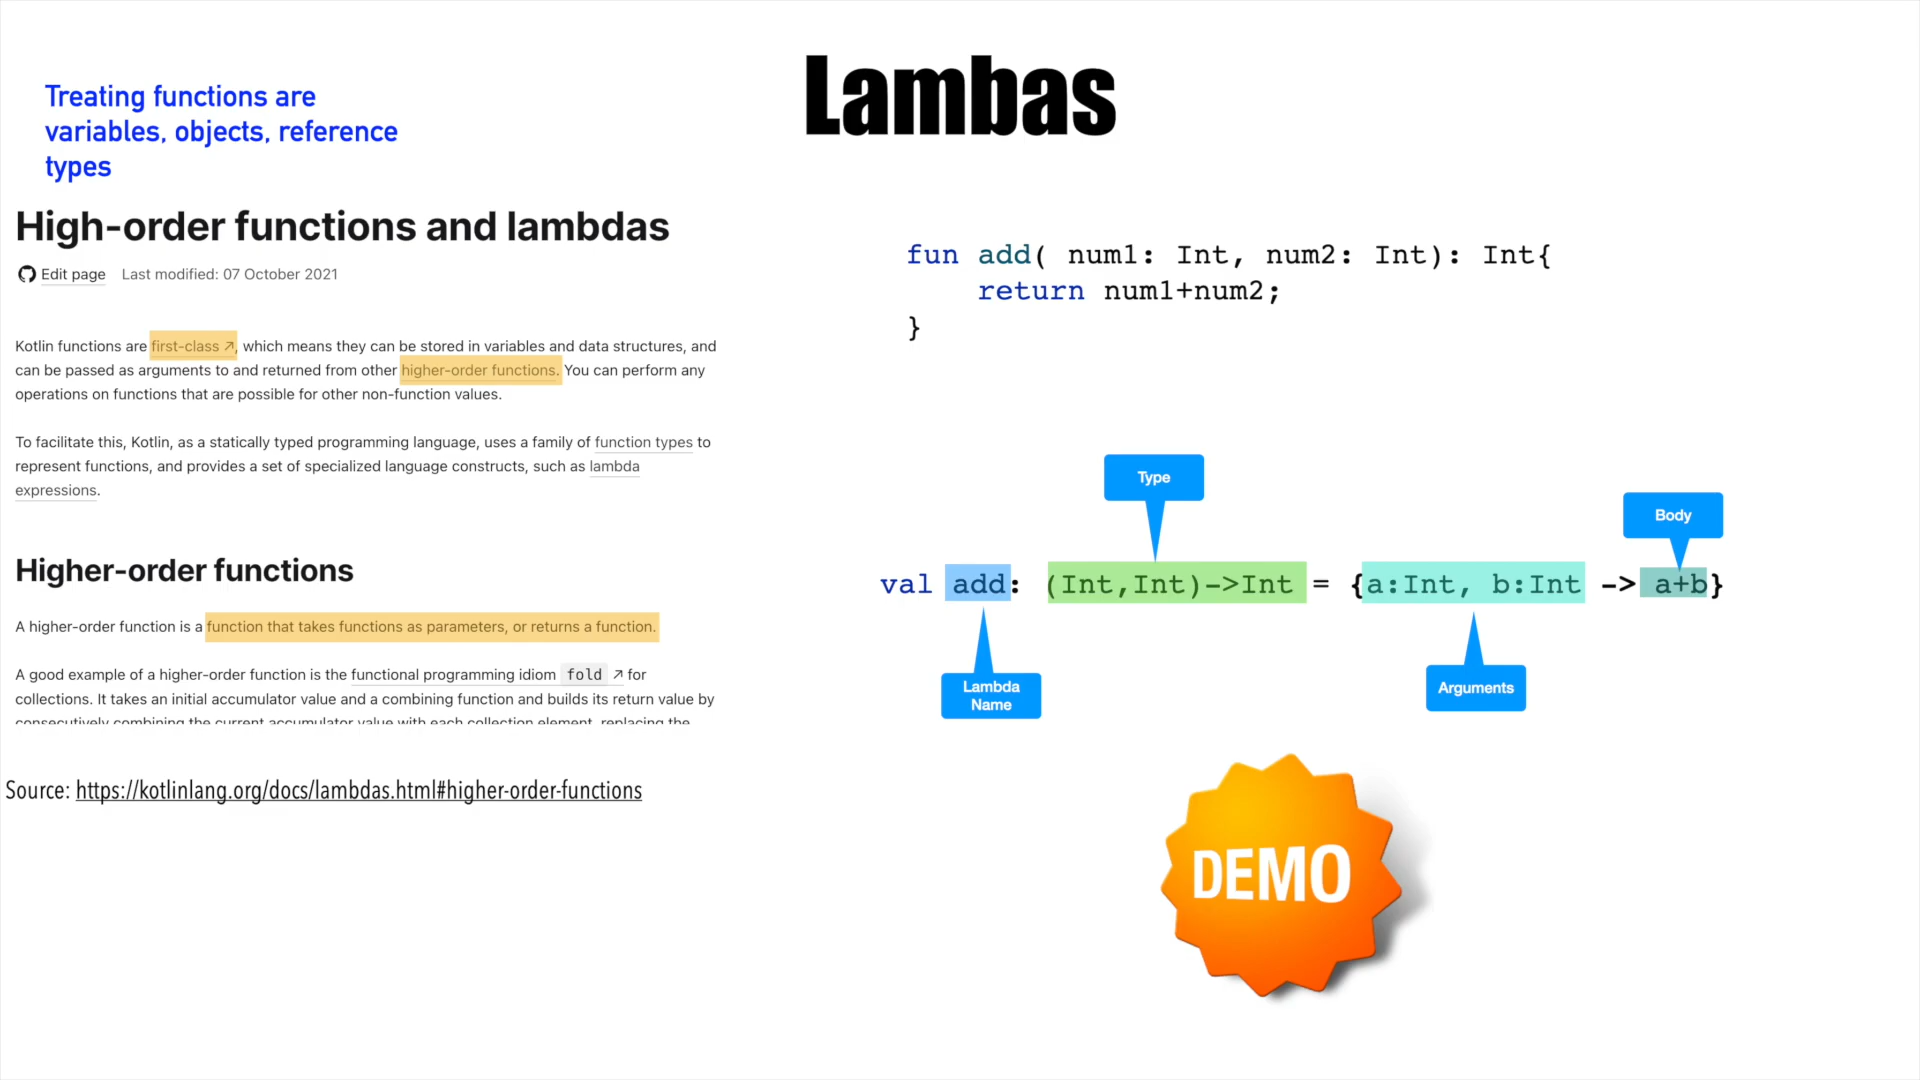 Lambas
Treating functions are
variables, objects, reference
types
High-order functions and lambdas
Edit page Last modified: 07 October 2021
Kotlin functions are first-class ↗, which means they can be stored in variables and data structures, and
can be passed as arguments to and returned from other higher-order functions. You can perform any
operations on functions that are possible for other non-function values.
To facilitate this, Kotlin, as a statically typed programming language, uses a family of function types to
represent functions, and provides a set of specialized language constructs, such as lambda
expressions.
Higher-order functions
A higher-order function is a function that takes functions as parameters, or returns a function.
A good example of a higher-order function is the functional programming idiom fold ↗ for
collections. It takes an initial accumulator value and a combining function and builds its return value by
consecutively combining the current accumulator value with each collection element, replacing the
Source: https://kotlinlang.org/docs/lambdas.html#higher-order-functions
fun add( num1: Int, num2: Int): Int{
return num1+num2;
}
Type
Body
val add: (Int,Int)->Int = {a:Int, b:Int -> a+b}
Lambda
Name
Arguments
DEMO